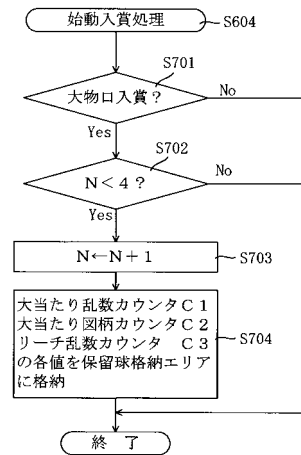 始動入賞処理
S604
S701
大物口入賞？
No
Yes
S702
N＜4？
No
Yes
N←N＋1
S703
大当たり乱数カウンタＣ１
大当たり図柄カウンタＣ２
リーチ乱数カウンタ　Ｃ３
の各値を保留球格納エリア
に格納
S704
終　了